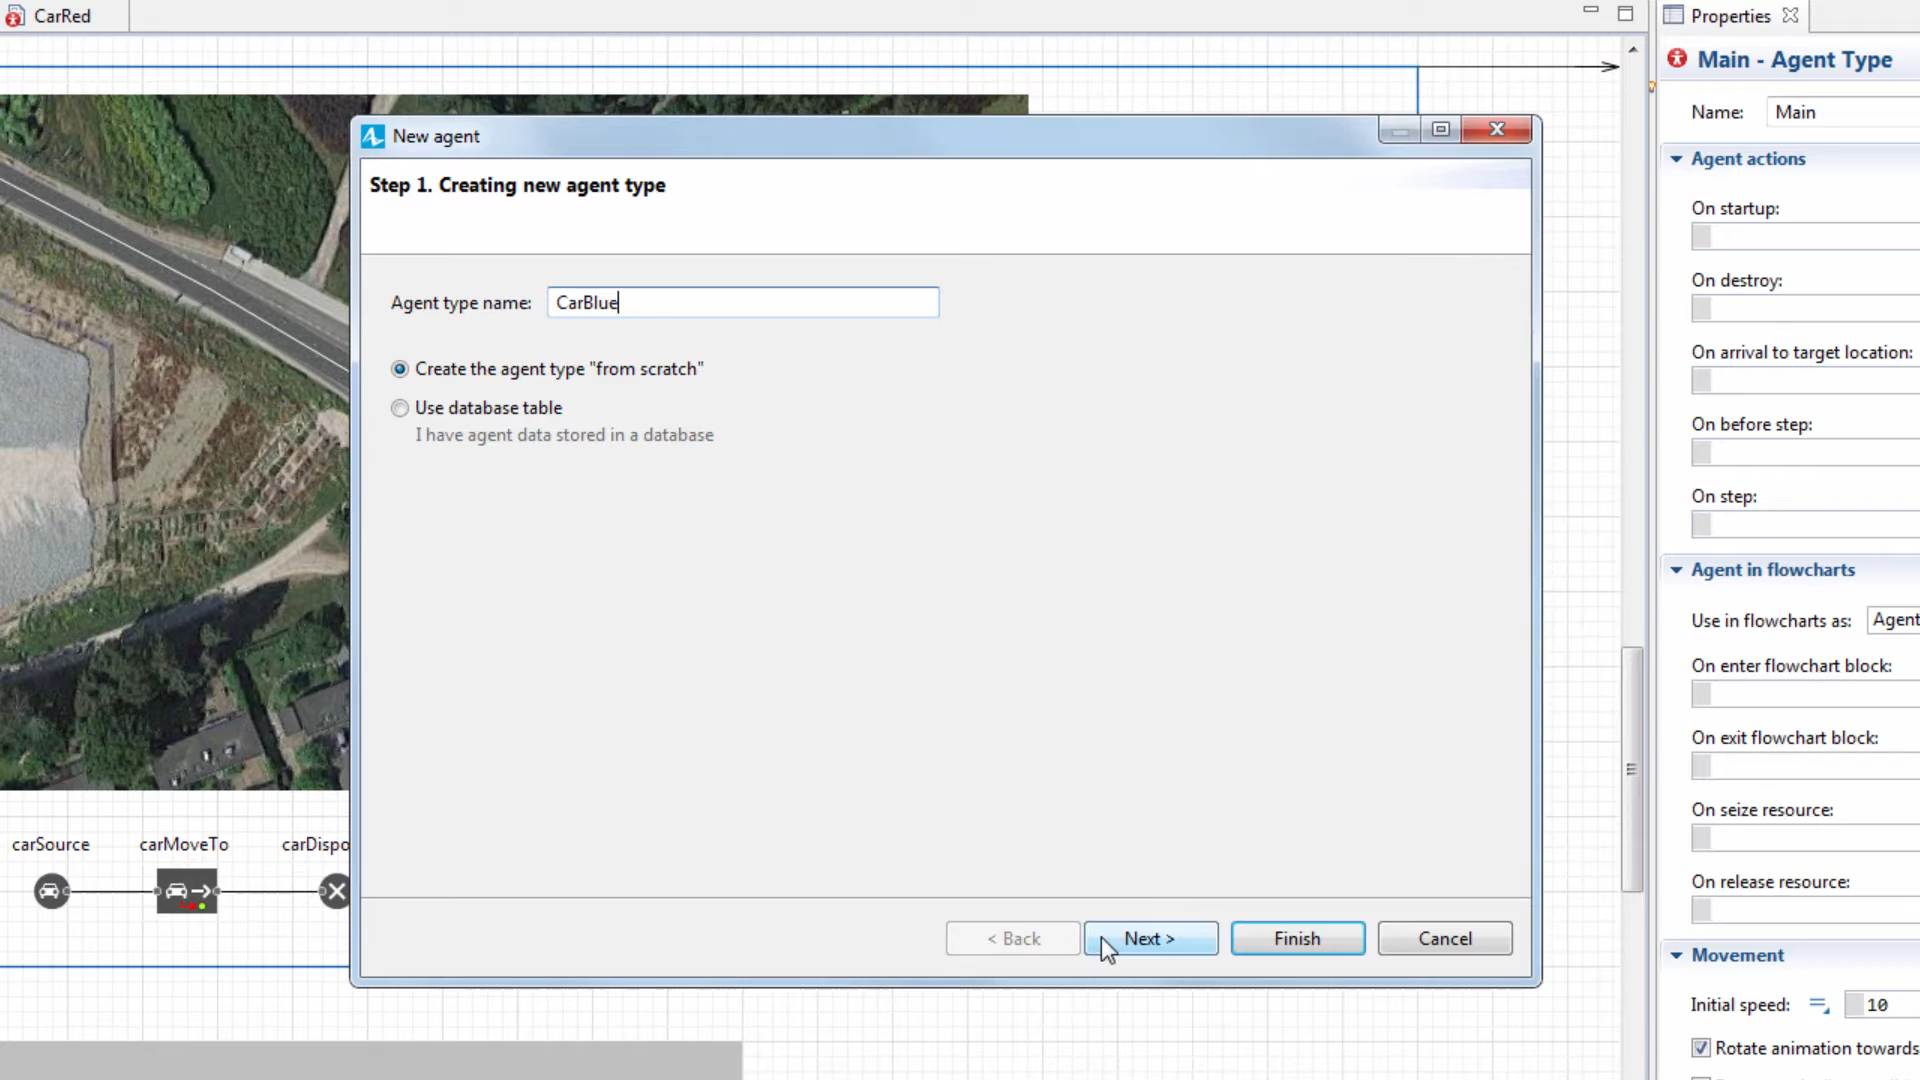 CarRed
Properties
Main - Agent Type
Name: Main
Agent actions
On startup:
On destroy:
On arrival to target location:
On before step:
On step:
Agent in flowcharts
Use in flowcharts as: Agent
On enter flowchart block:
On exit flowchart block:
On seize resource:
On release resource:
Movement
Initial speed: 10
Rotate animation towards
New agent
Step 1. Creating new agent type
Agent type name: CarBlue
Create the agent type "from scratch"
Use database table
I have agent data stored in a database
< Back Next > Finish Cancel
carSource carMoveTo carDispo